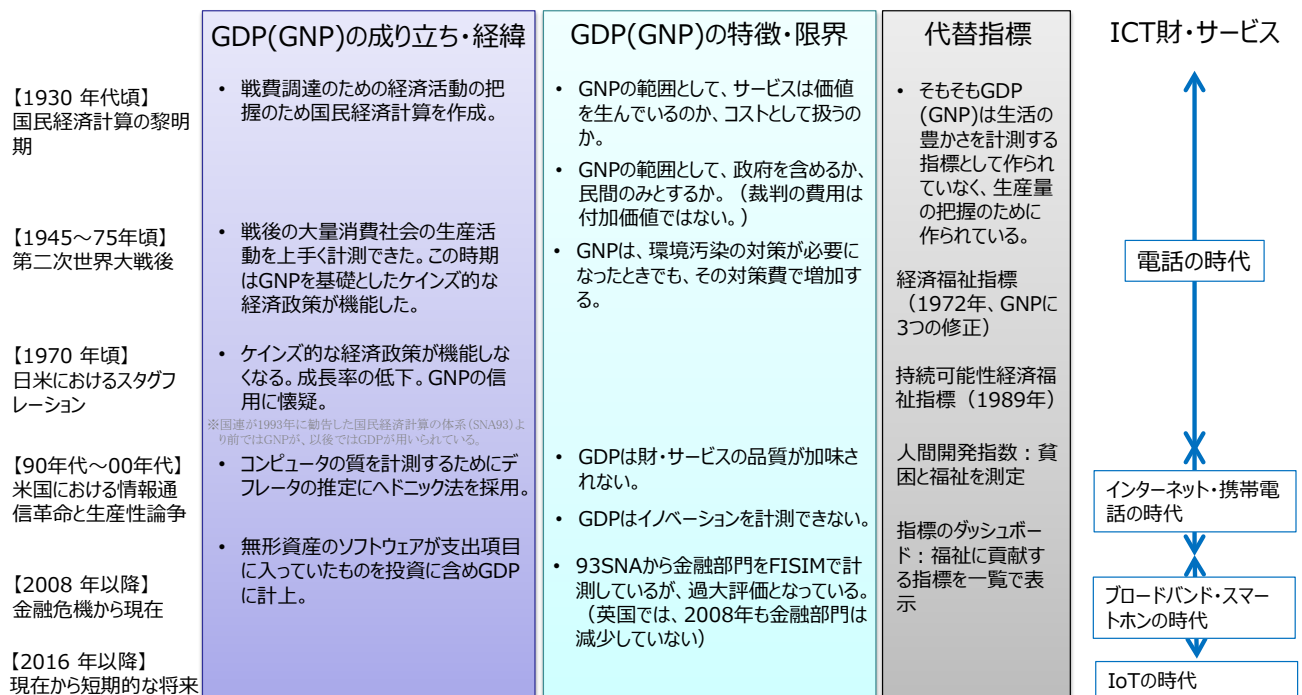 GDP(GNP)の成り立ち・経緯
GDP(GNP)の特徴・限界
代替指標
ICT財・サービス
【1930 年代頃】
国民経済計算の黎明
期
【1945～75年頃】
第二次世界大戦後
【1970 年頃】
日米におけるスタグフ
レーション
【90年代～00年代】
米国における情報通
信革命と生産性論争
【2008 年以降】
金融危機から現在
【2016 年以降】
現在から短期的な将来
• 戦費調達のための経済活動の把
握のため国民経済計算を作成。
• 戦後の大量消費社会の生産活
動を上手く計測できた。この時期
はGNPを基礎としたケインズ的な
経済政策が機能した。
• ケインズ的な経済政策が機能しな
くなる。成長率の低下。GNPの信
用に懐疑。
※国連が1993年に勧告した国民経済計算の体系（SNA93）よ
り前ではGNPが、以後ではGDPが用いられている。
• コンピュータの質を計測するためにデ
フレータの推定にヘドニック法を採用。
• 無形資産のソフトウェアが支出項目
に入っていたものを投資に含めGDP
に計上。
• GNPの範囲として、サービスは価値
を生んでいるのか、コストとして扱うの
か。
• GNPの範囲として、政府を含めるか、
民間のみとするか。（裁判の費用は
付加価値ではない。）
• GNPは、環境汚染の対策が必要に
なったときでも、その対策費で増加す
る。
• GDPは財・サービスの品質が加味さ
れない。
• GDPはイノベーションを計測できない。
• 93SNAから金融部門をFISIMで計
測しているが、過大評価となっている。
（英国では、2008年も金融部門は
減少していない）
• そもそもGDP
(GNP)は生活の
豊かさを計測する
指標として作られ
ていなく、生産量
の把握のために
作られている。
経済福祉指標
（1972年、GNPに
3つの修正）
持続可能性経済福
祉指標（1989年）
人間開発指数：貧
困と福祉を測定
指標のダッシュボー
ド：福祉に貢献す
る指標を一覧で表
示
電話の時代
インターネット・携帯電
話の時代
ブロードバンド・スマー
トホンの時代
IoTの時代